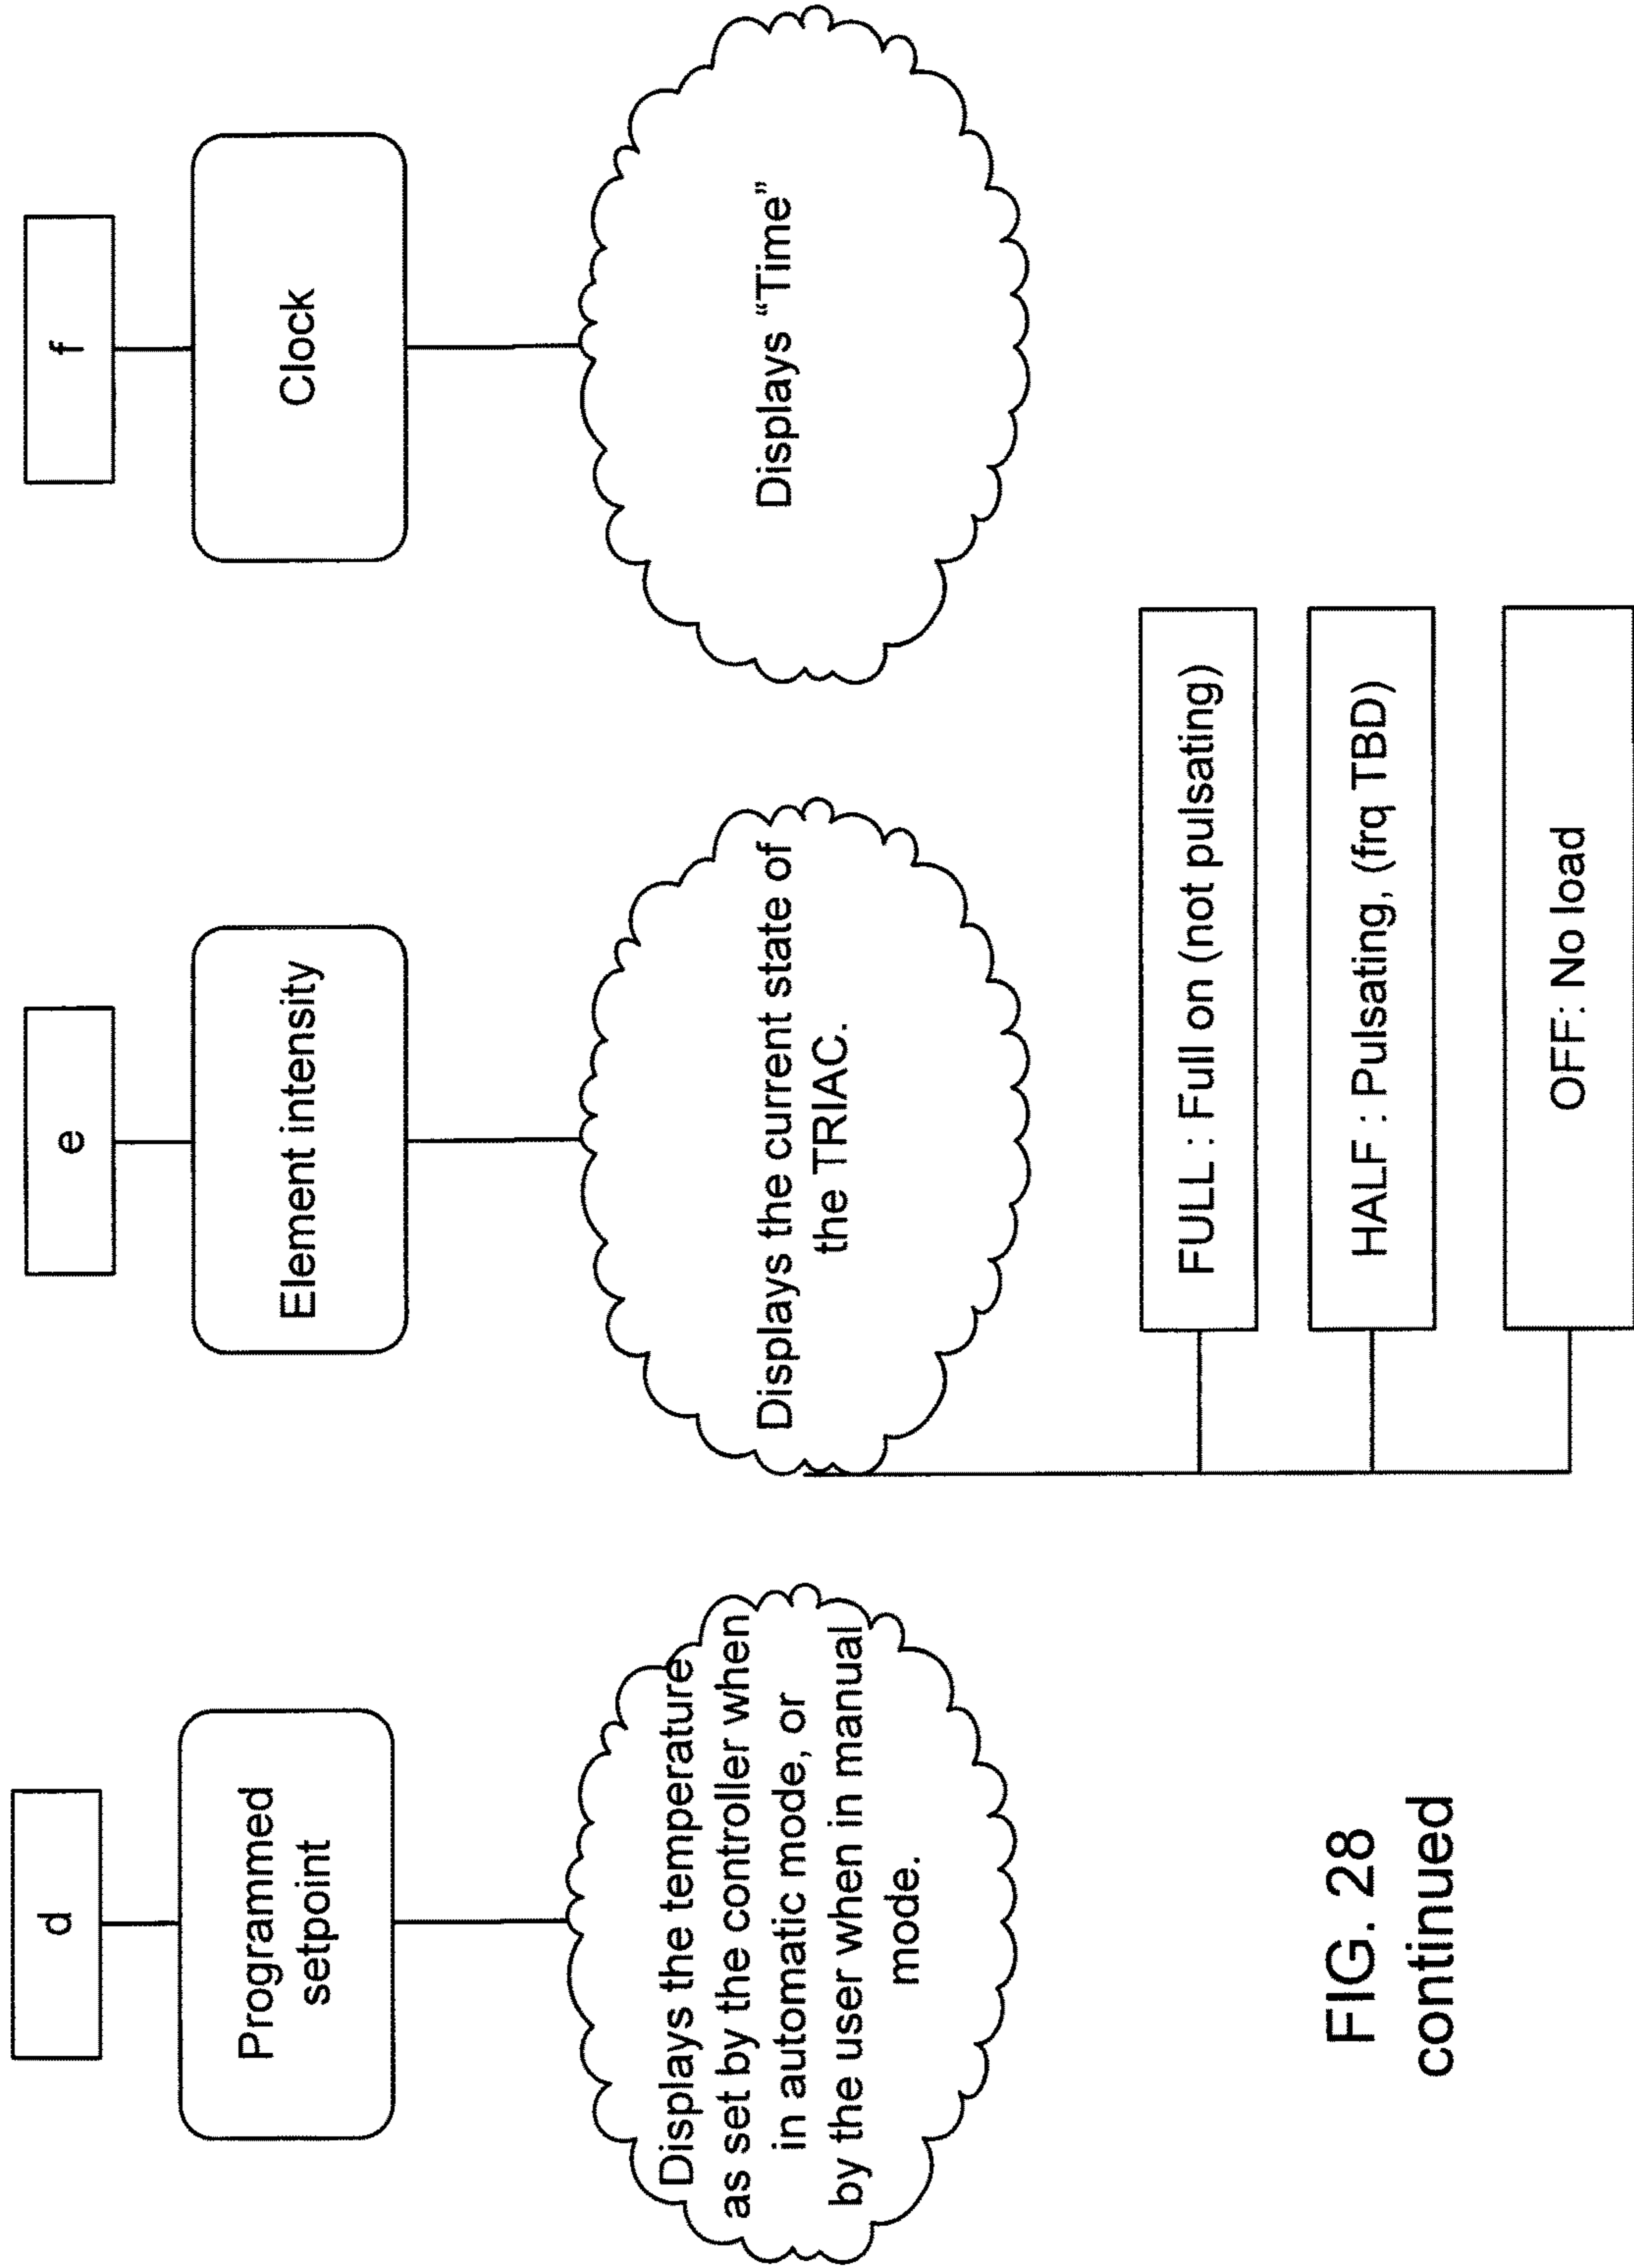 d
Programmed
setpoint
Displays the temperature
as set by the controller when
in automatic mode, or
by the user when in manual
mode.
e
Element intensity
Displays the current state of
the TRIAC.
FULL : Full on (not pulsating)
HALF : Pulsating, (frq TBD)
OFF: No load
f
Clock
Displays “Time”
FIG. 28
continued